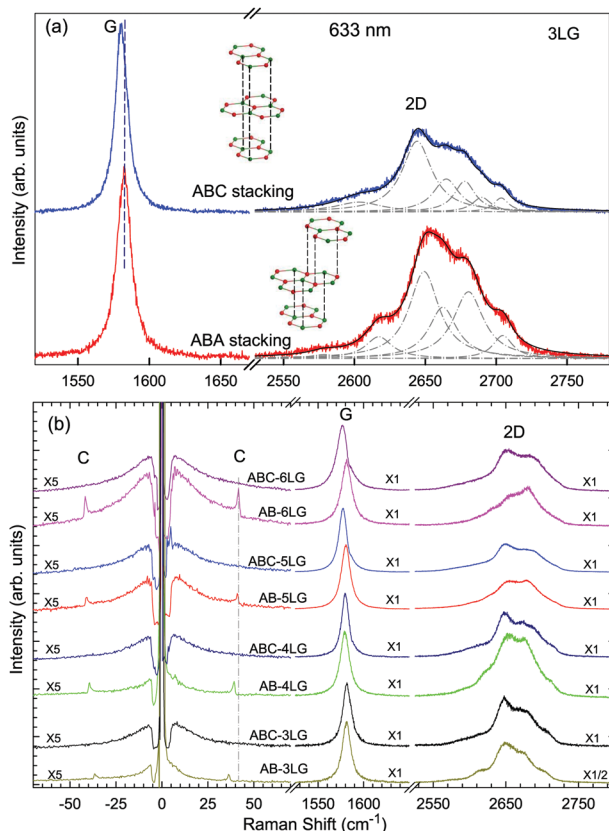 (a)
G
633 nm
3LG
2D
ABC stacking
ABA stacking
Intensity (arb. units)
1550 1600 1650 2550 2600 2650 2700 2750
(b)
G
C
C
2D
X5 ABC-6LG X1 X1
X5 AB-6LG X1 X1
X5 ABC-5LG X1 X1
X5 AB-5LG X1 X1
X5 ABC-4LG X1 X1
X5 AB-4LG X1 X1
X5 ABC-3LG X1 X1
X5 AB-3LG X1 X1/2
Intensity (arb. units)
-50 -25 0 25 50 1550 1600 2550 2650 2750
Raman Shift (cm⁻¹)